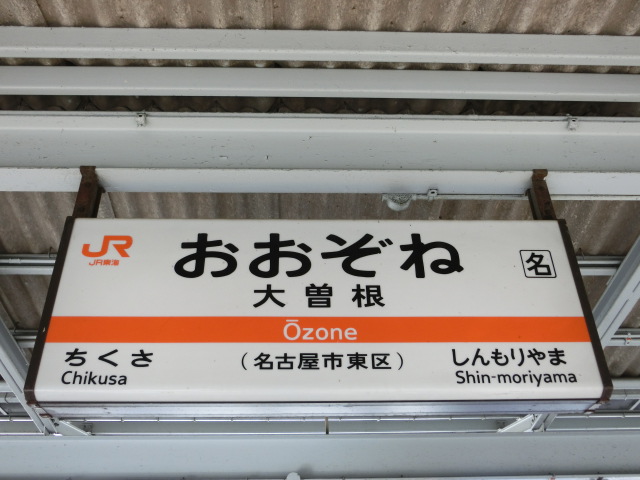 JR
JR東海
おおぞね
名
大曽根
Ōzone
ちくさ
Chikusa
(名古屋市東区)
しんもりやま
Shin-moriyama